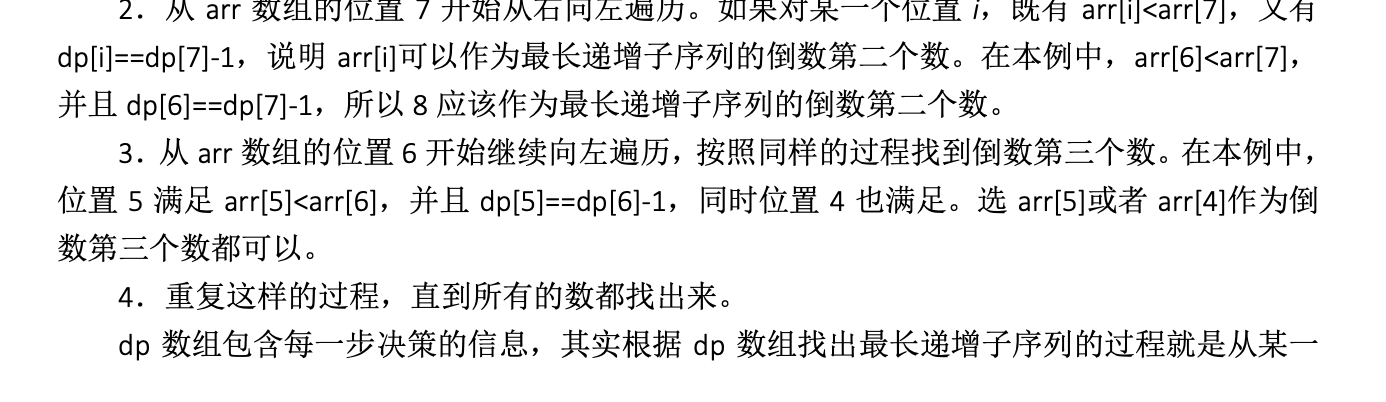 2．从 arr 数组的位置 7 开始从右向左遍历。如果对某一个位置 i，既有 arr[i]<arr[7]，又有
dp[i]==dp[7]-1，说明 arr[i]可以作为最长递增子序列的倒数第二个数。在本例中，arr[6]<arr[7]，
并且 dp[6]==dp[7]-1，所以 8 应该作为最长递增子序列的倒数第二个数。
3．从 arr 数组的位置 6 开始继续向左遍历，按照同样的过程找到倒数第三个数。在本例中，
位置 5 满足 arr[5]<arr[6]，并且 dp[5]==dp[6]-1，同时位置 4 也满足。选 arr[5]或者 arr[4]作为倒
数第三个数都可以。
4．重复这样的过程，直到所有的数都找出来。
dp 数组包含每一步决策的信息，其实根据 dp 数组找出最长递增子序列的过程就是从某一